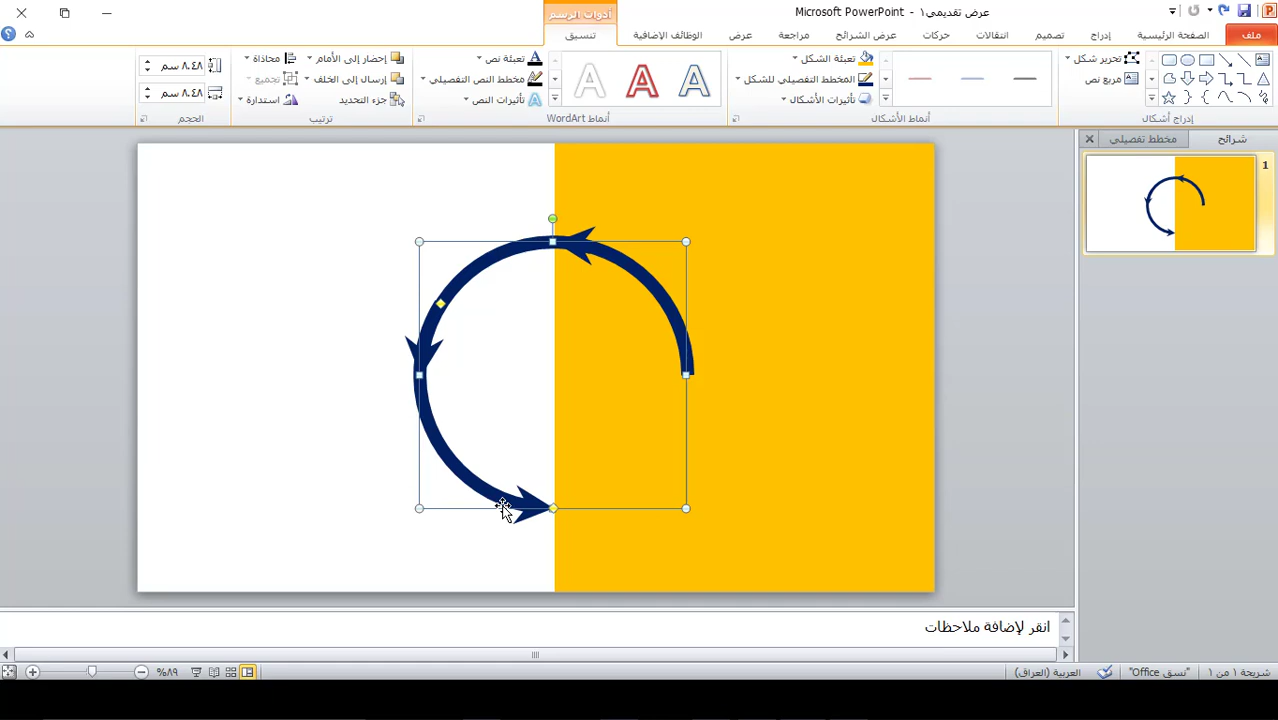 عرض تقديمي١ - Microsoft PowerPoint
أدوات الرسم
ملف
الصفحة الرئيسية
إدراج
تصميم
انتقالات
حركات
عرض الشرائح
مراجعة
عرض
الوظائف الإضافية
تنسيق
تحرير شكل
مربع نص
إدراج أشكال
تعبئة الشكل
المخطط التفصيلي للشكل
تأثيرات الأشكال
أنماط الأشكال
A A A
تعبئة نص
مخطط النص التفصيلي
تأثيرات النص
أنماط WordArt
إحضار إلى الأمام
إرسال إلى الخلف
جزء التحديد
محاذاة
تجميع
استدارة
ترتيب
٨.٤٨ سم
٨.٤٨ سم
الحجم
شرائح
مخطط تفصيلي
1
انقر لإضافة ملاحظات
شريحة ١ من ١
"نسق Office"
العربية (العراق)
٨٩%